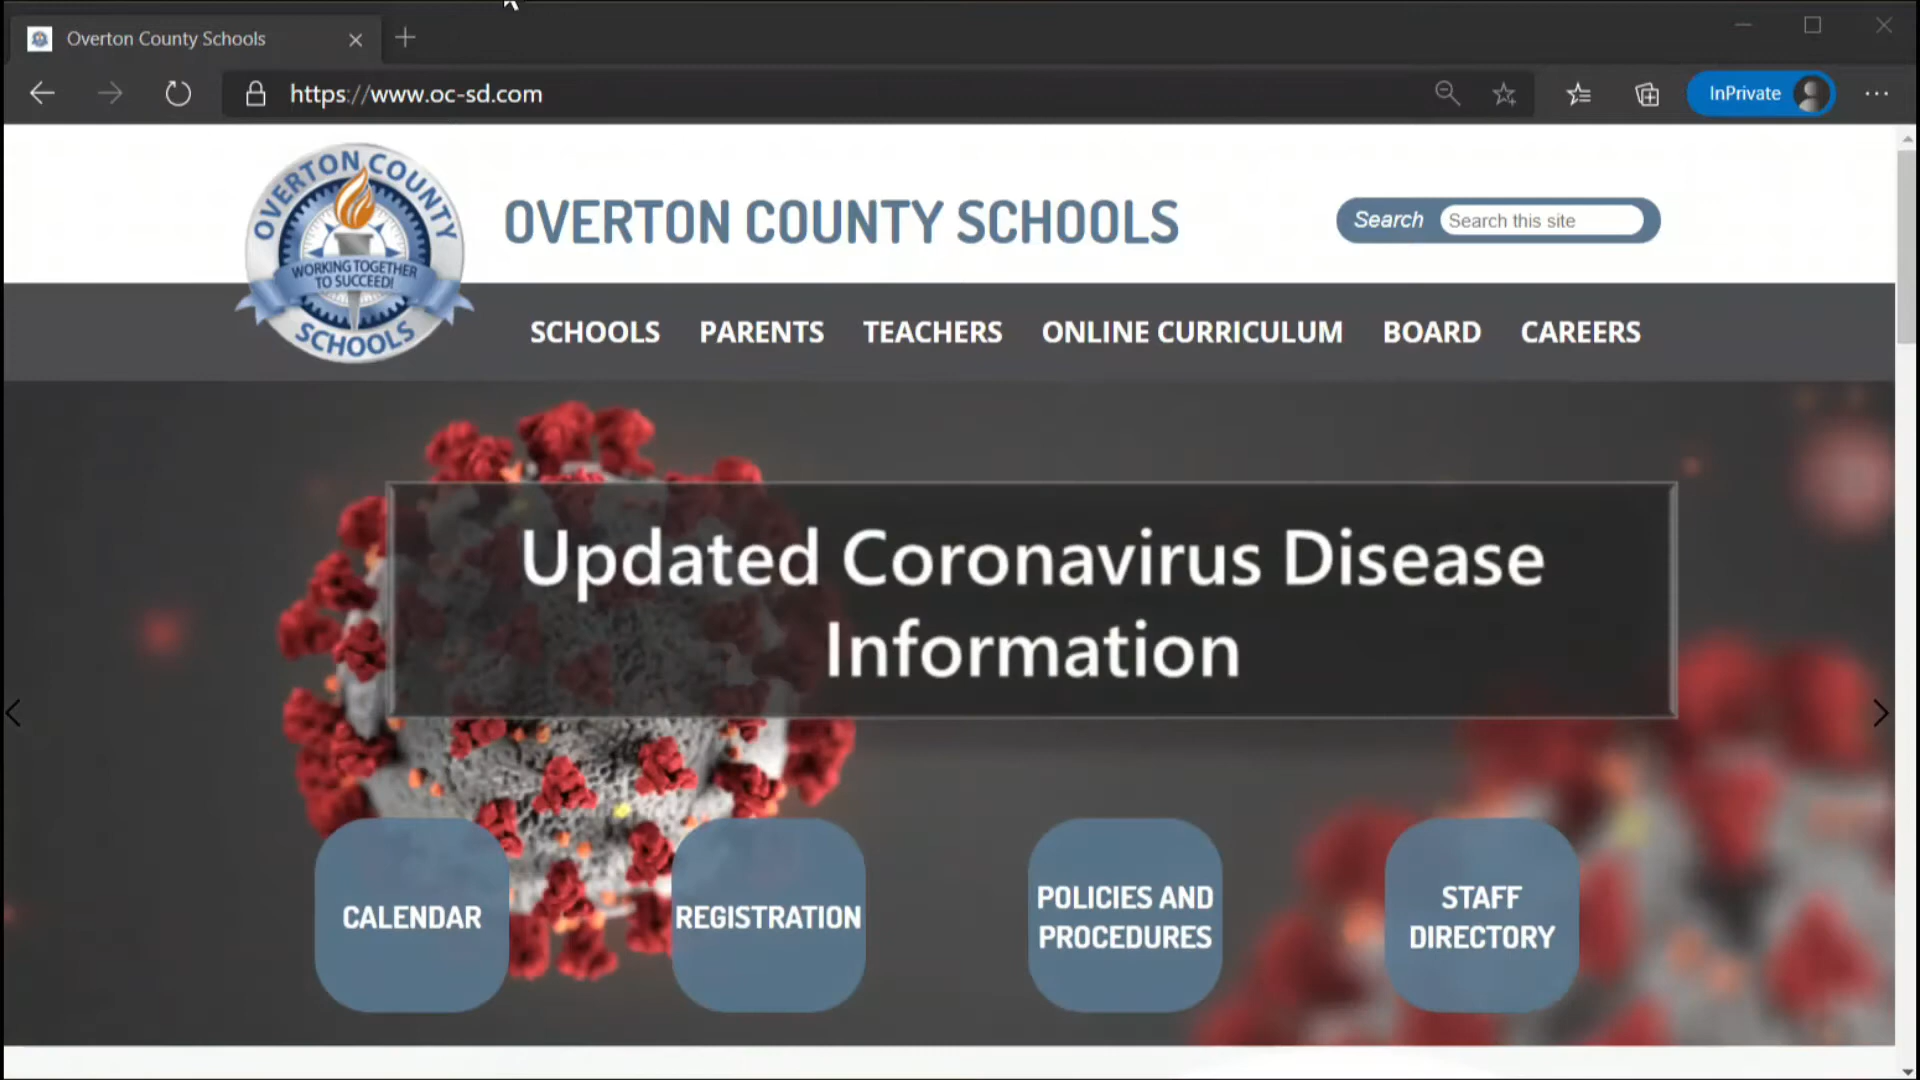 Overton County Schools
https://www.oc-sd.com
InPrivate
OVERTON COUNTY
WORKING TOGETHER
TO SUCCEED!
SCHOOLS
OVERTON COUNTY SCHOOLS
Search
Search this site
SCHOOLS PARENTS TEACHERS ONLINE CURRICULUM BOARD CAREERS
Updated Coronavirus Disease
Information
CALENDAR
REGISTRATION
POLICIES AND
PROCEDURES
STAFF
DIRECTORY